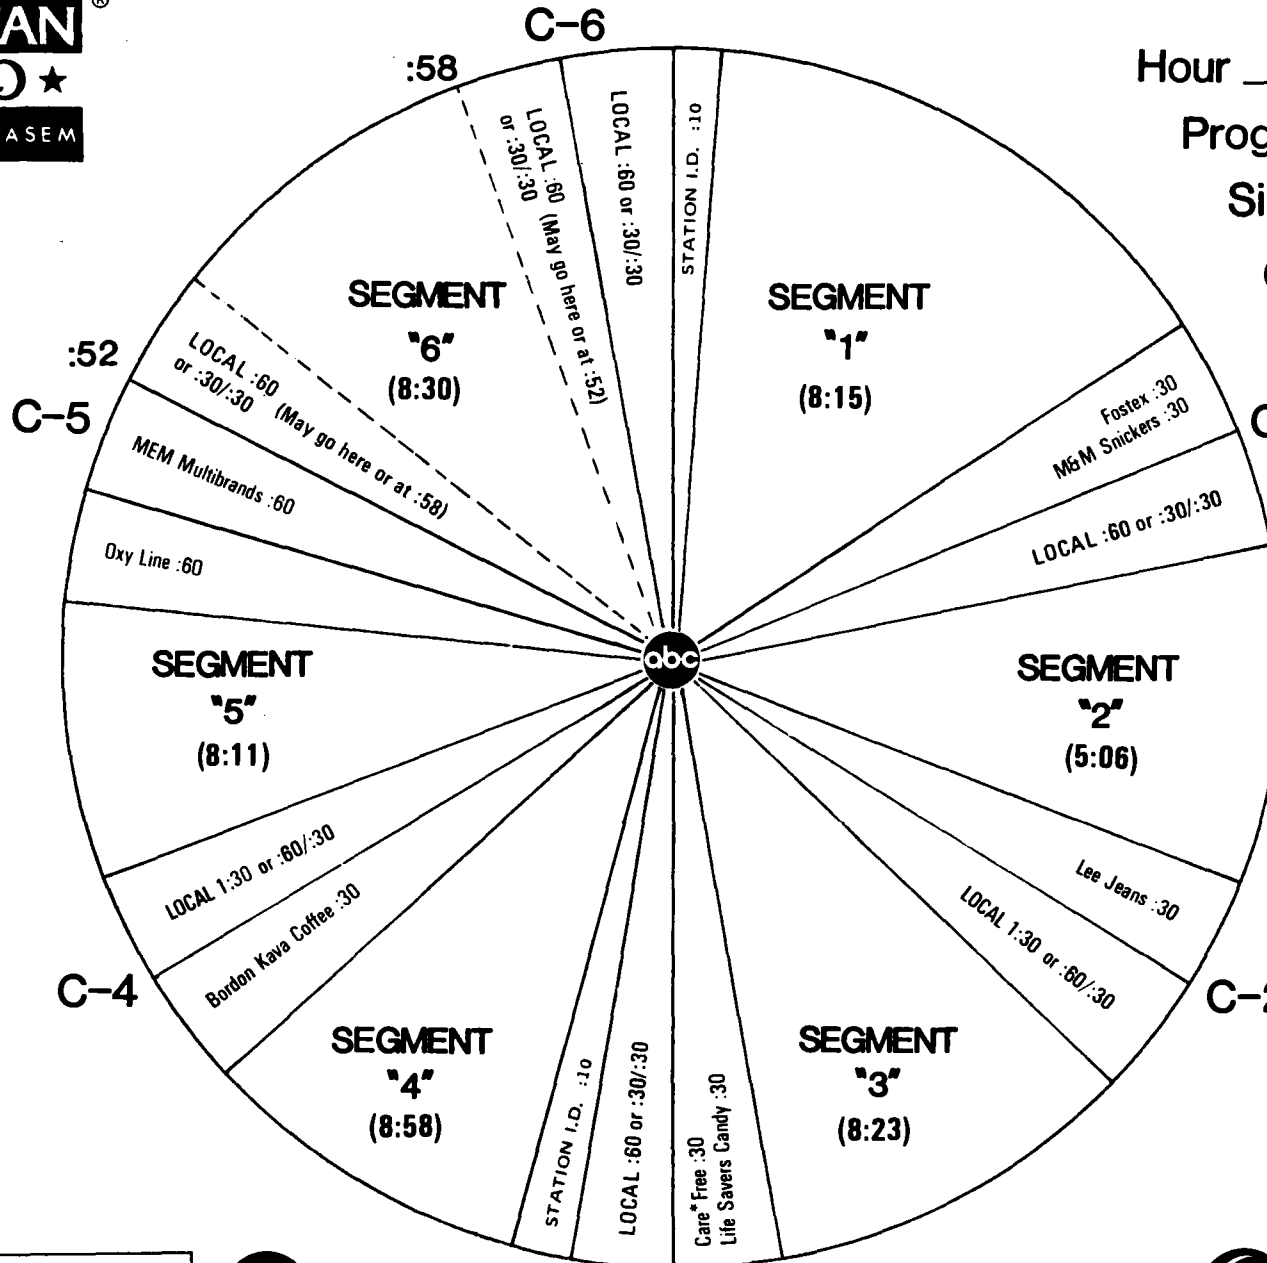 AN®
★
ASEM
C-6
:58
Hour
Prog
Si
LOCAL :60
or :30/:30 (May go here or at :52)
LOCAL :60 or :30/:30
STATION I.D. :10
SEGMENT
"6"
(8:30)
SEGMENT
"1"
(8:15)
:52
C-5
LOCAL :60
or :30/:30 (May go here or at :58)
MEM Multibrands :60
Oxy Line :60
Fostex :30
M&M Snickers :30
LOCAL :60 or :30/:30
abc
SEGMENT
"5"
(8:11)
SEGMENT
"2"
(5:06)
LOCAL 1:30 or :60/:30
Bordon Kava Coffee :30
C-4
Lee Jeans :30
LOCAL 1:30 or :60/:30
C-2
SEGMENT
"4"
(8:58)
SEGMENT
"3"
(8:23)
STATION I.D. :10
LOCAL :60 or :30/:30
Care*Free :30
Life Savers Candy :30